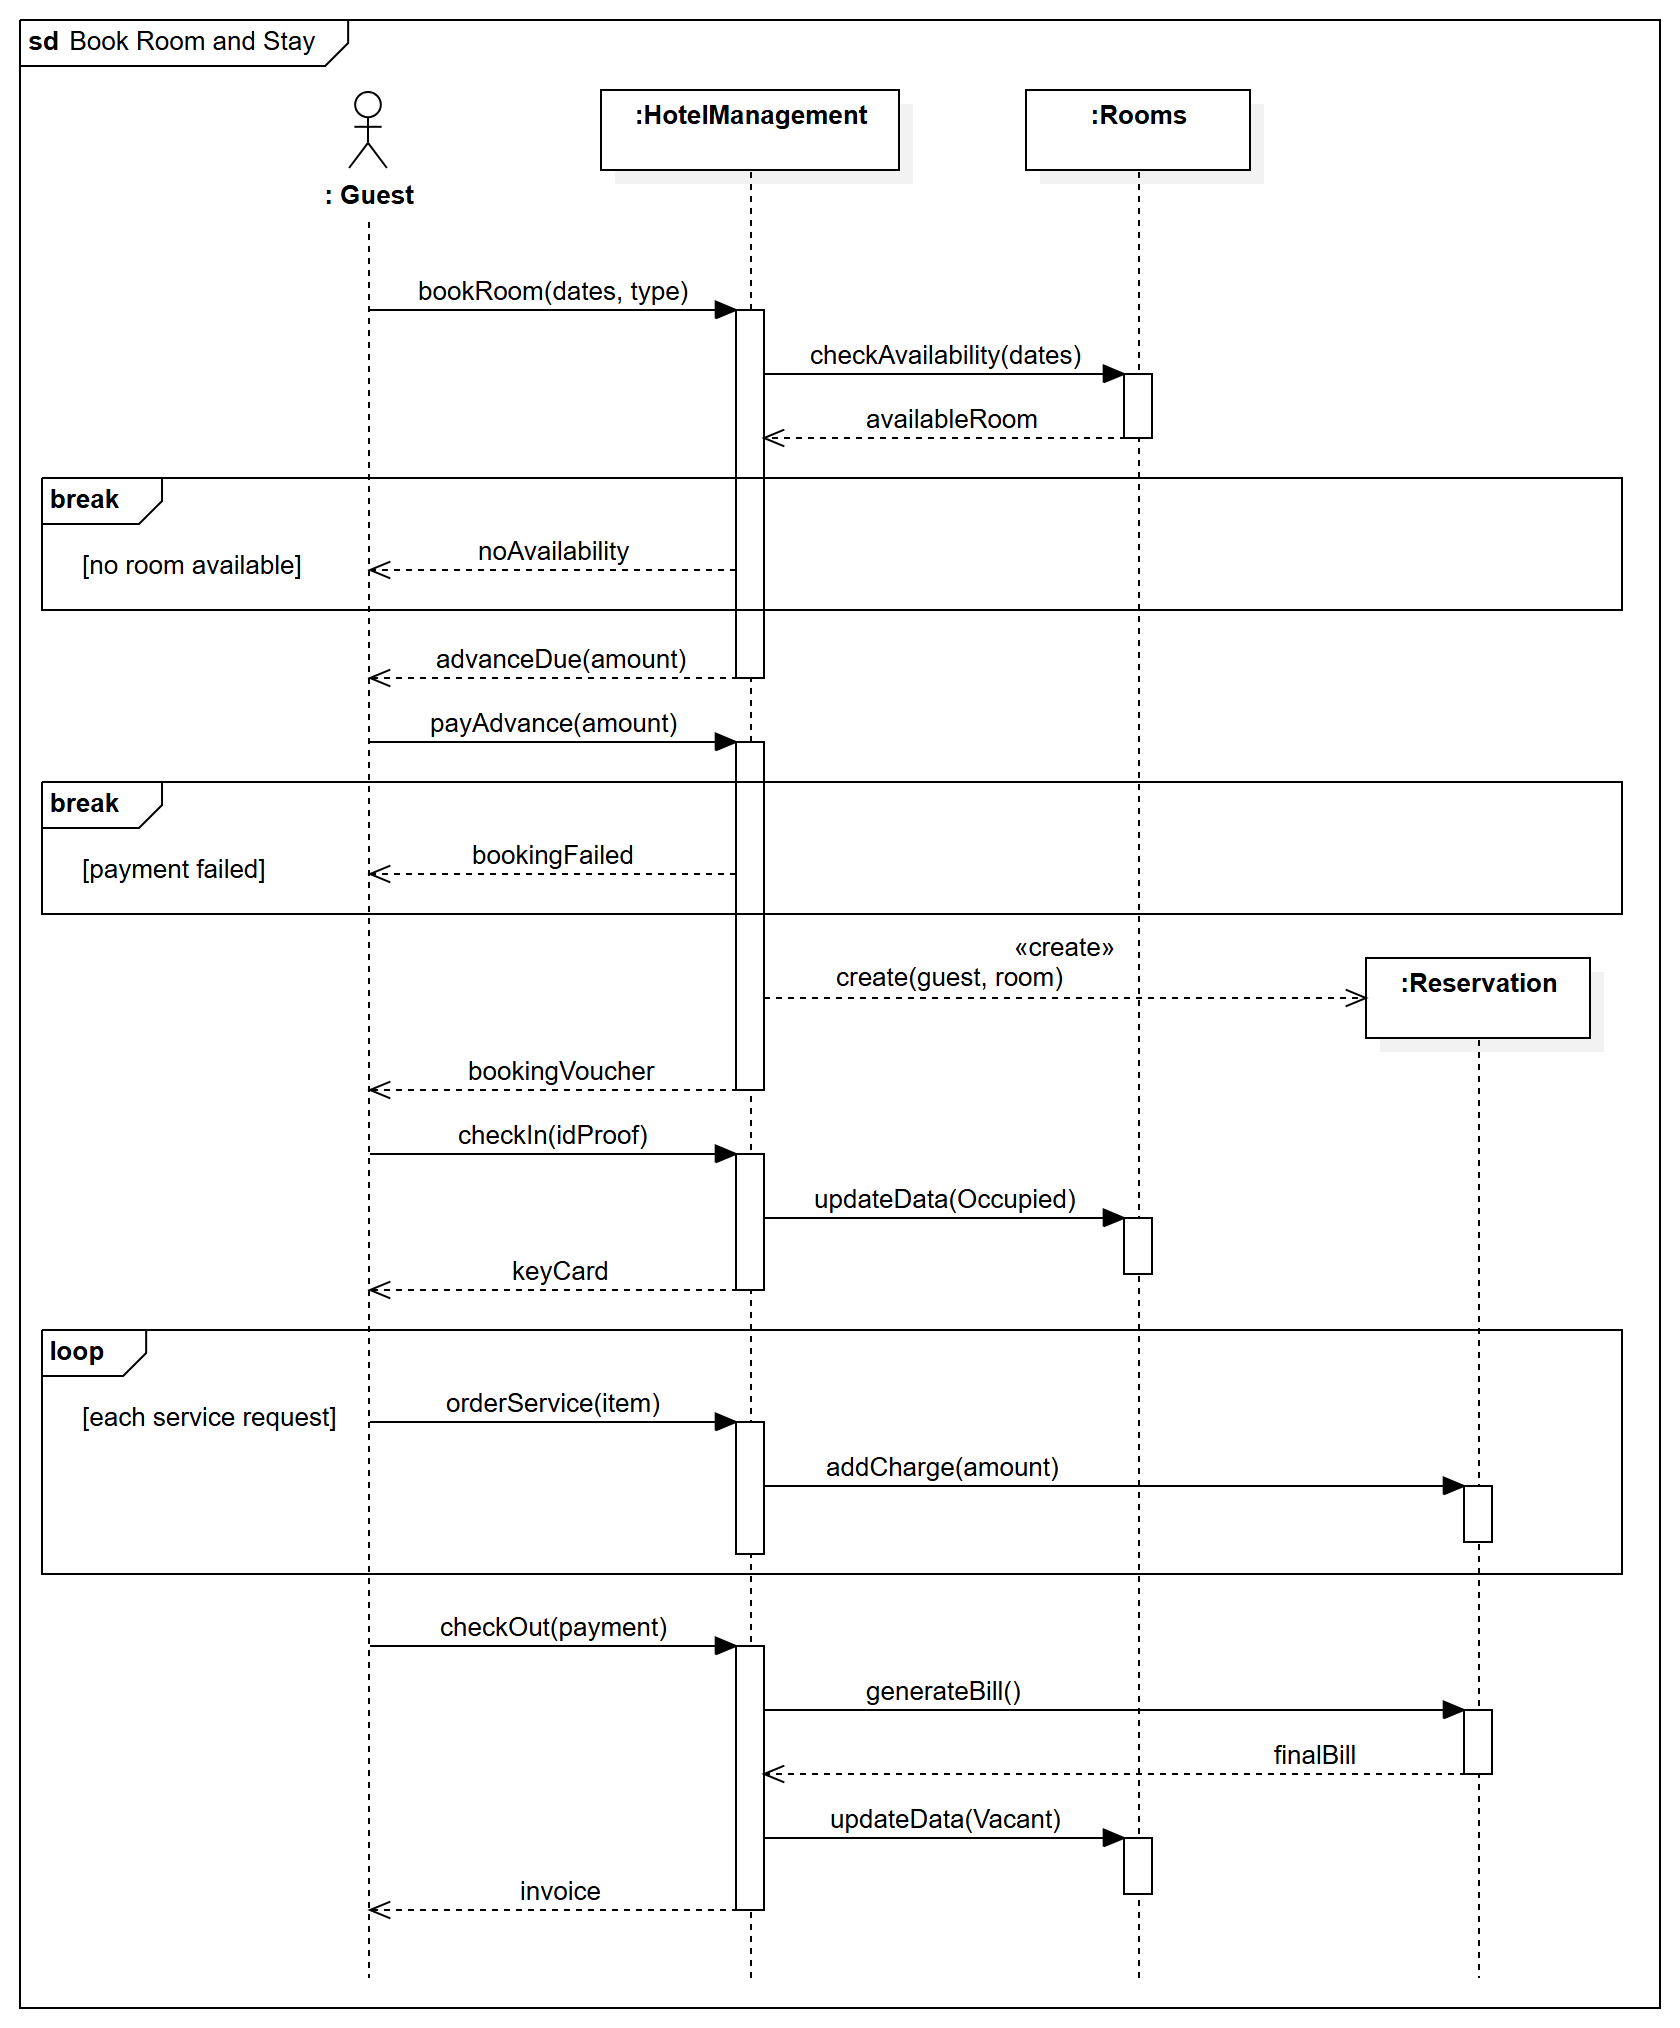 sd Book Room and Stay
:HotelManagement
:Rooms
: Guest
bookRoom(dates, type)
checkAvailability(dates)
availableRoom
break
[no room available]
noAvailability
advanceDue(amount)
payAdvance(amount)
break
[payment failed]
bookingFailed
«create»
create(guest, room)
:Reservation
bookingVoucher
checkIn(idProof)
updateData(Occupied)
keyCard
loop
[each service request]
orderService(item)
addCharge(amount)
checkOut(payment)
generateBill()
finalBill
updateData(Vacant)
invoice